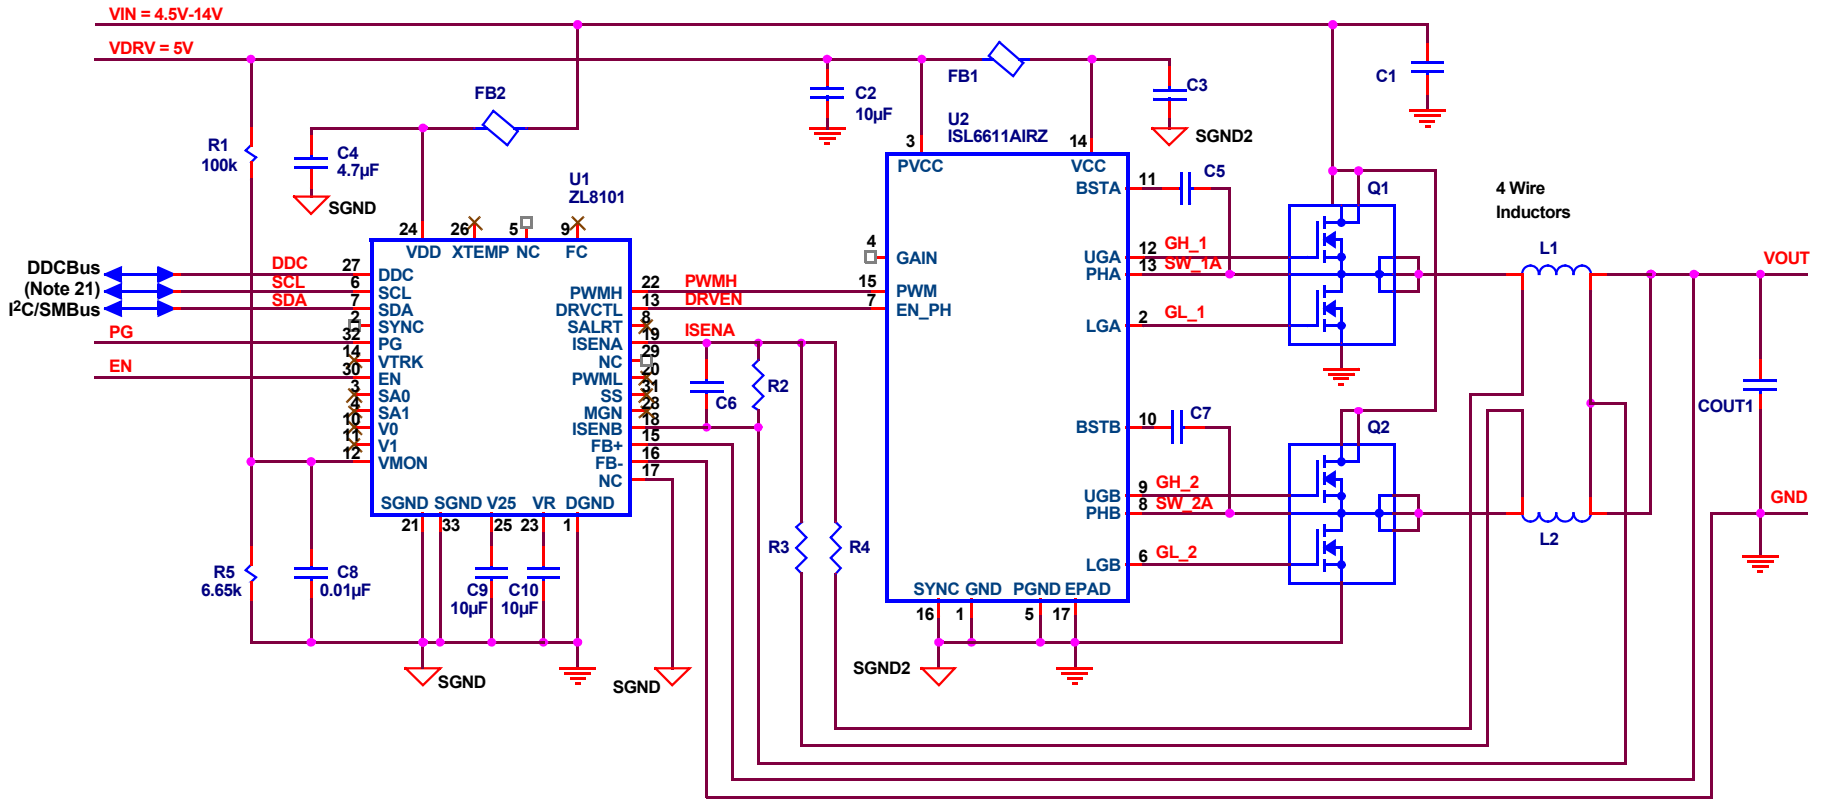 VIN = 4.5V-14V
VDRV = 5V
FB1
C1
C3
SGND2
C2
10µF
FB2
U2
ISL6611AIRZ
R1
100k
C4
4.7µF
SGND
U1
ZL8101
3
14
PVCC
VCC
BSTA
11
C5
Q1
4 Wire
Inductors
24
26
5
9
VDD
XTEMP
NC
FC
4
GAIN
UGA
12
GH_1
PHA
13
SW_1A
L1
VOUT
DDCBus
(Note 21)
I²C/SMBus
DDC
27
DDC
SCL
6
SCL
SDA
7
SDA
2
SYNC
PG
32
PG
14
VTRK
EN
30
EN
3
SA0
4
SA1
10
V0
11
V1
12
VMON
PWMH
22
PWMH
15
PWM
DRVCTL
13
DRVEN
7
EN_PH
SALRT
8
ISENA
19
ISENA
NC
29
PWML
20
SS
31
MGN
28
ISENB
18
FB+
15
FB-
16
NC
17
LGA
2
GL_1
C6
R2
COUT1
BSTB
10
C7
Q2
SGND
SGND
V25
VR
DGND
21
33
25
23
1
UGB
9
GH_2
PHB
8
SW_2A
L2
GND
R3
R4
LGB
6
GL_2
R5
6.65k
C8
0.01µF
C9
10µF
C10
10µF
SYNC
GND
PGND
EPAD
16
1
5
17
SGND
SGND
SGND2